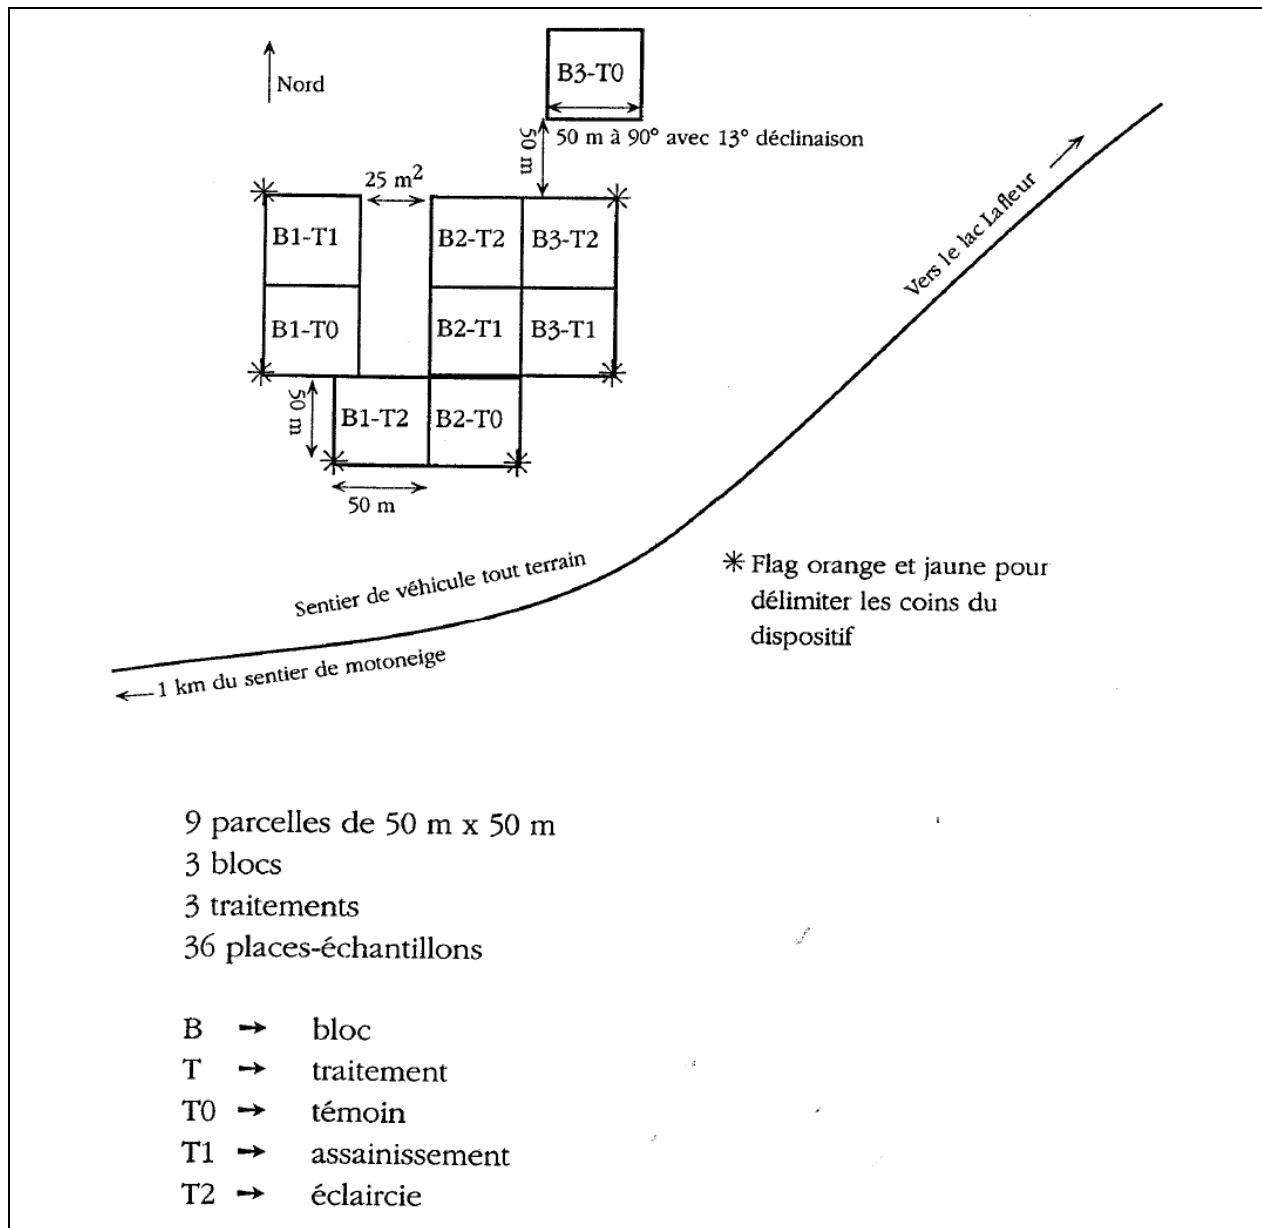 B3-T0
Nord
50 m à 90° avec 13° déclinaison
50 m
25 m²
B1-T1
B2-T2
B3-T2
B1-T0
B2-T1
B3-T1
50 m
B1-T2
B2-T0
50 m
Vers le lac Lafleur
Sentier de véhicule tout terrain
1 km du sentier de motoneige
Flag orange et jaune pour
délimiter les coins du
dispositif
9 parcelles de 50 m x 50 m
3 blocs
3 traitements
36 places-échantillons
B → bloc
T → traitement
T0 → témoin
T1 → assainissement
T2 → éclaircie